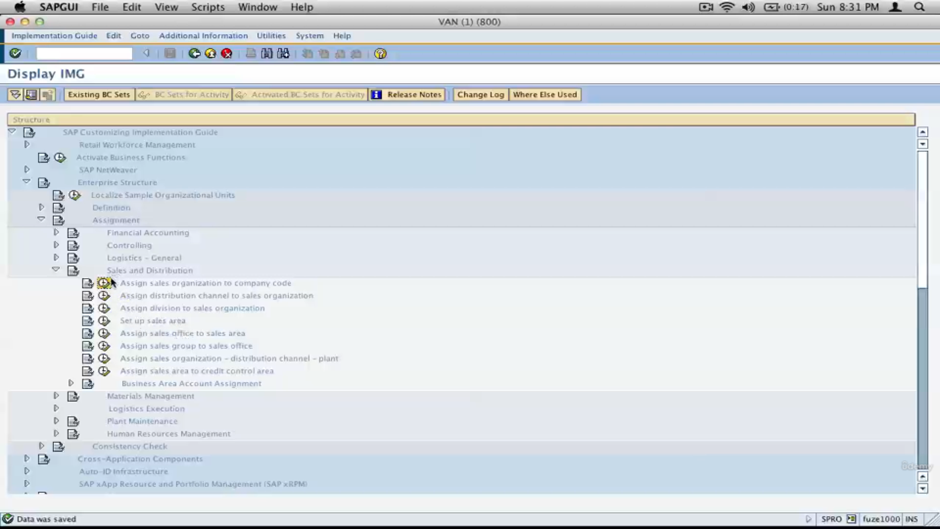 SAPGUI File Edit View Scripts Window Help (0:17) Sun 8:31 PM
VAN (1) (800)
Implementation Guide Edit Goto Additional Information Utilities System Help
Display IMG
Existing BC Sets BC Sets for Activity Activated BC Sets for Activity Release Notes Change Log Where Else Used
Structure
SAP Customizing Implementation Guide
Retail Workforce Management
Activate Business Functions
SAP NetWeaver
Enterprise Structure
Localize Sample Organizational Units
Definition
Assignment
Financial Accounting
Controlling
Logistics - General
Sales and Distribution
Assign sales organization to company code
Assign distribution channel to sales organization
Assign division to sales organization
Set up sales area
Assign sales office to sales area
Assign sales group to sales office
Assign sales organization - distribution channel - plant
Assign sales area to credit control area
Business Area Account Assignment
Materials Management
Logistics Execution
Plant Maintenance
Human Resources Management
Consistency Check
Cross-Application Components
Auto-ID Infrastructure
SAP xApp Resource and Portfolio Management (SAP xRPM)
Udemy
Data was saved SPRO fuze1000 INS